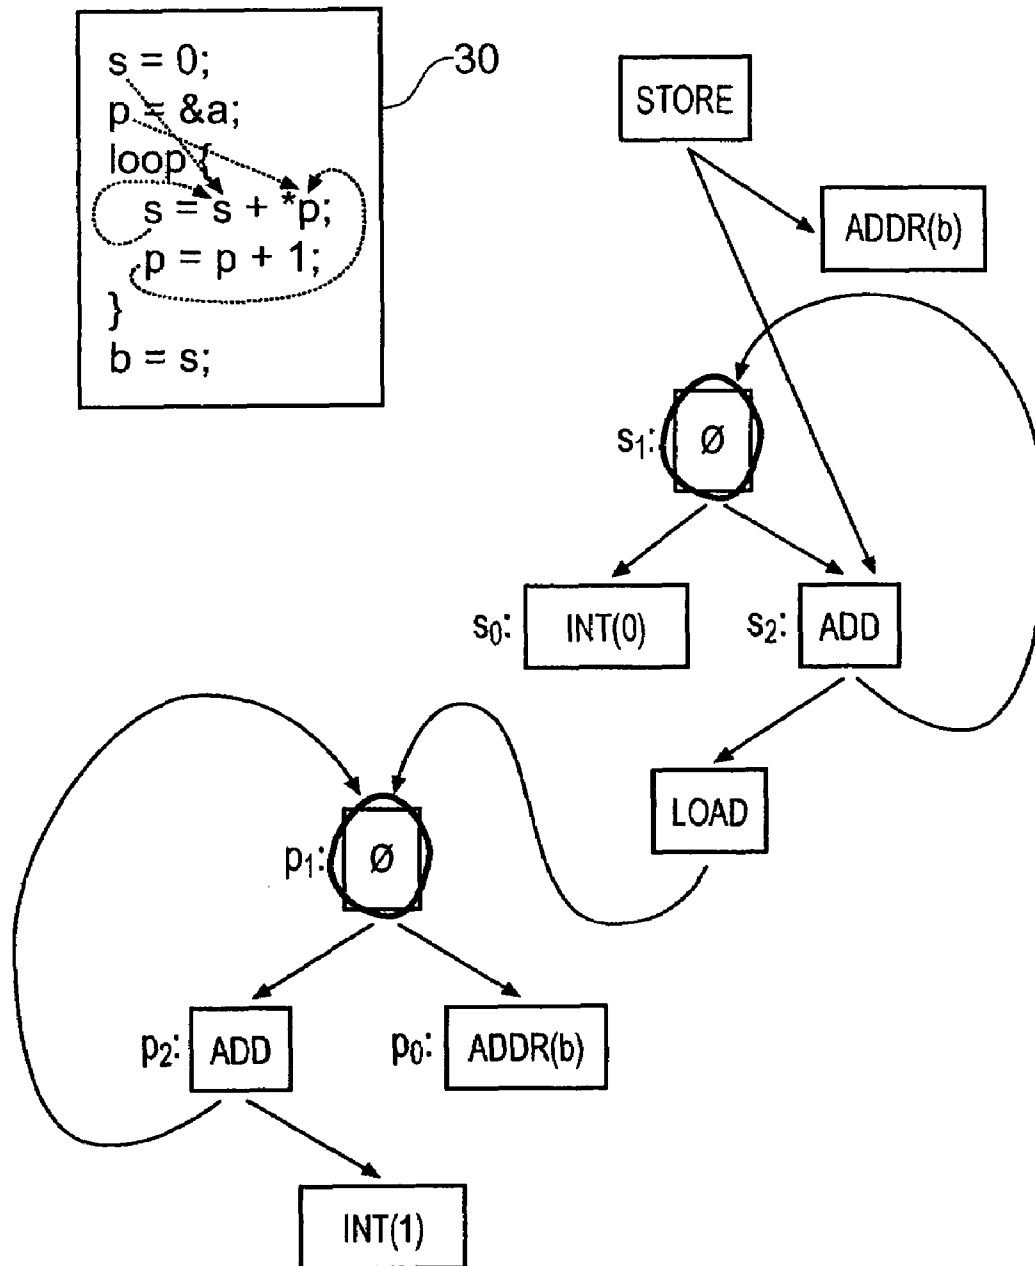 s = 0;
p = &a;
loop {
s = s + *p;
p = p + 1;
}
b = s;
30
STORE
ADDR(b)
s1: Ø
s0: INT(0)
s2: ADD
LOAD
p1: Ø
p2: ADD
p0: ADDR(b)
INT(1)